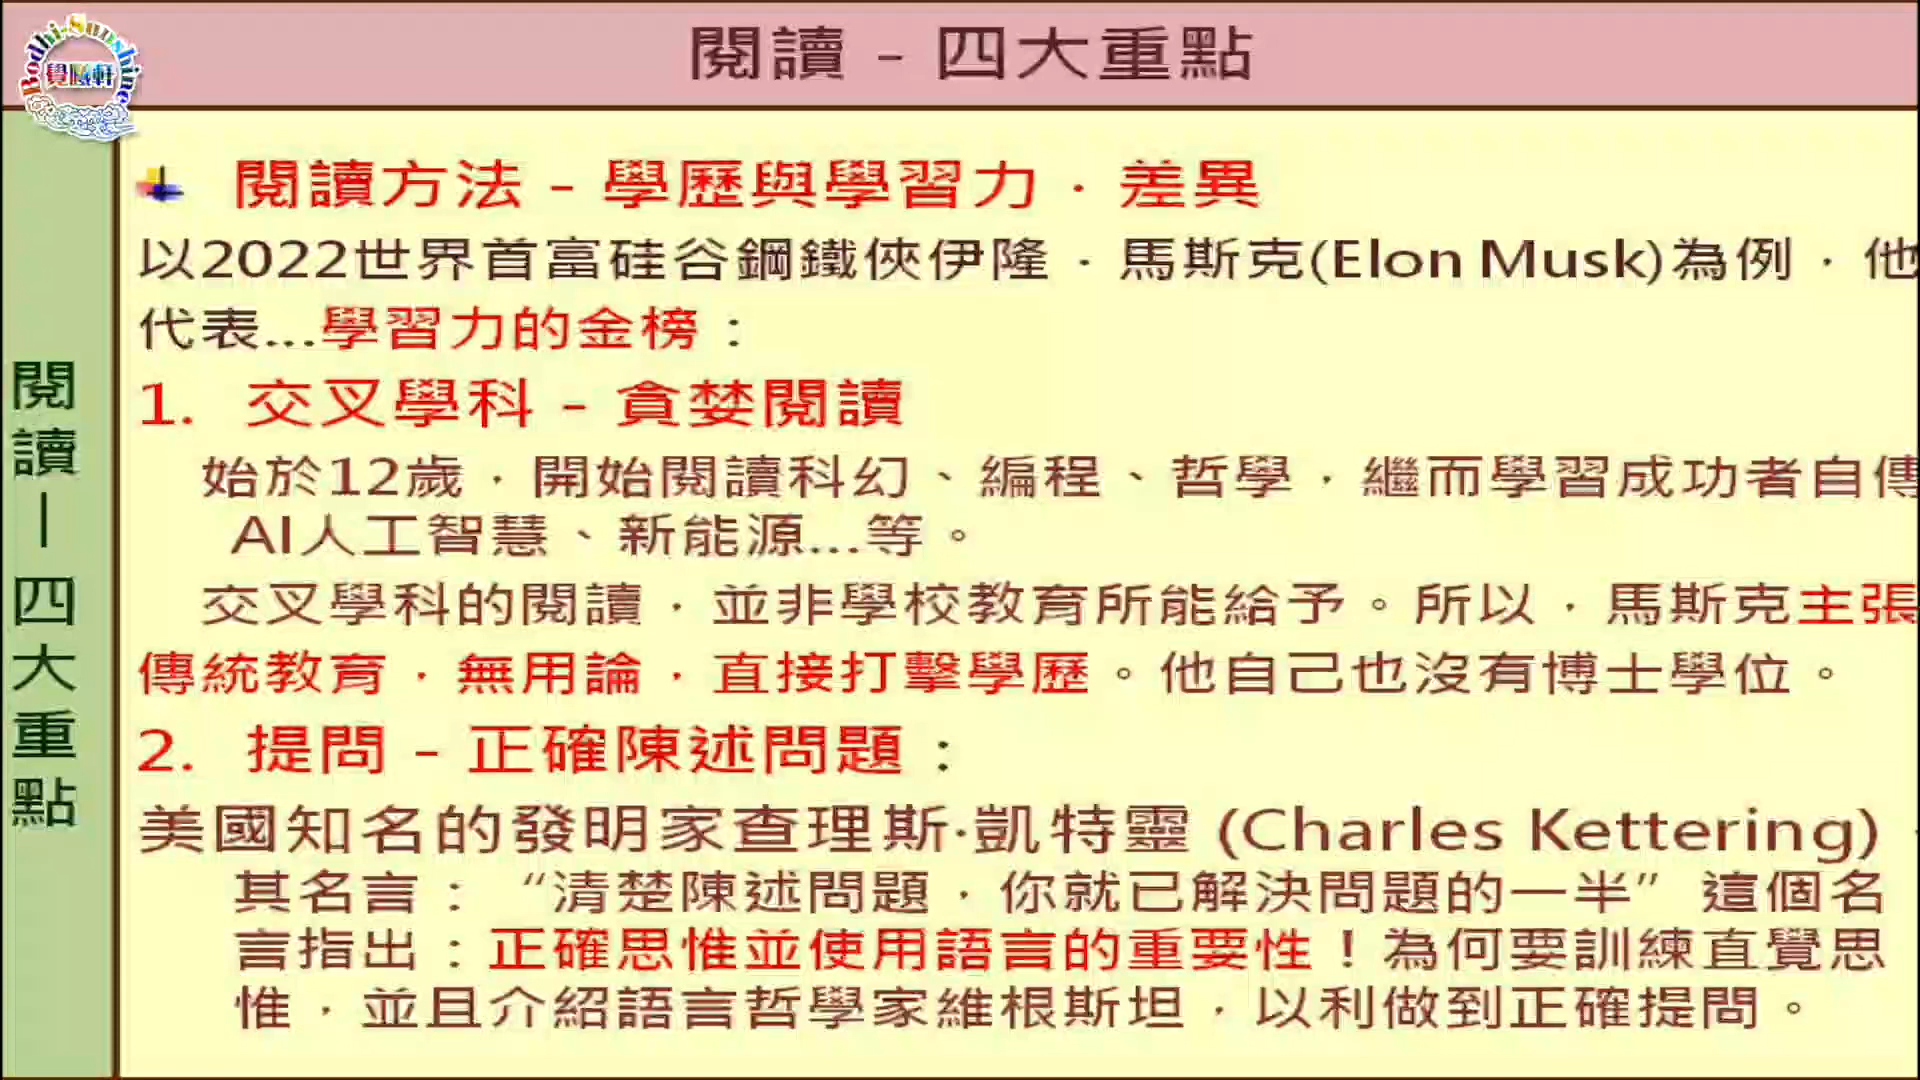 Bodhi-Sunshine
覺曦軒
閱讀 - 四大重點
閱讀 - 四大重點
閱讀方法 - 學歷與學習力，差異
以2022世界首富硅谷鋼鐵俠伊隆．馬斯克(Elon Musk)為例，他
代表...學習力的金榜：
1. 交叉學科 - 貪婪閱讀
始於12歲，開始閱讀科幻、編程、哲學，繼而學習成功者自傳
AI人工智慧、新能源...等。
交叉學科的閱讀，並非學校教育所能給予。所以，馬斯克主張
傳統教育，無用論，直接打擊學歷。他自己也沒有博士學位。
2. 提問 - 正確陳述問題：
美國知名的發明家查理斯·凱特靈 (Charles Kettering)，
其名言：“清楚陳述問題，你就已解決問題的一半”這個名
言指出：正確思惟並使用語言的重要性！為何要訓練直覺思
惟，並且介紹語言哲學家維根斯坦，以利做到正確提問。